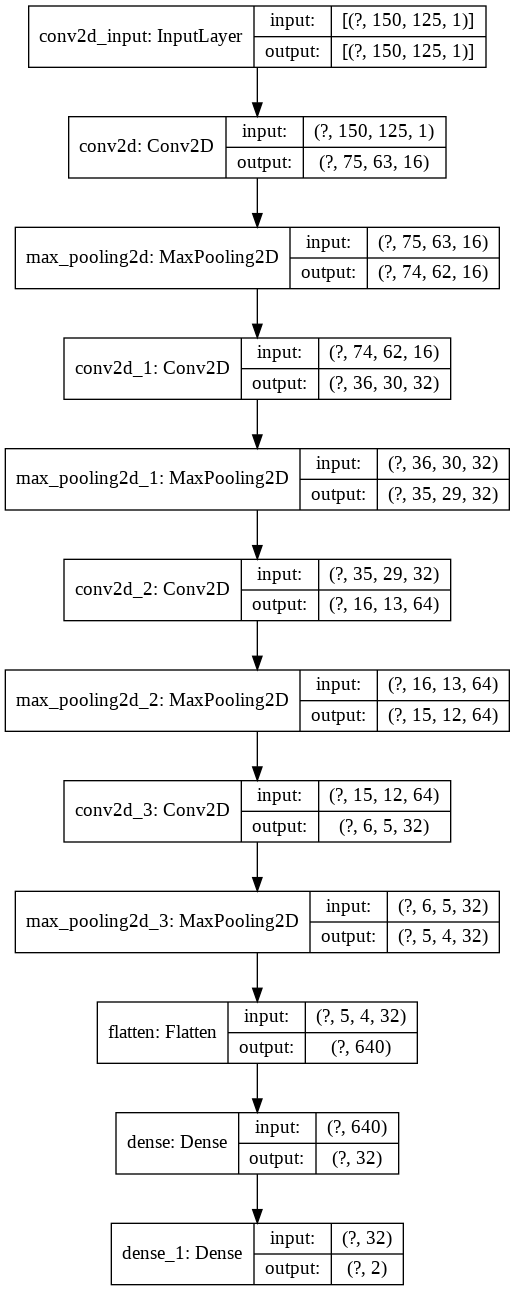 conv2d_input: InputLayer
input: [(?, 150, 125, 1)]
output: [(?, 150, 125, 1)]
conv2d: Conv2D
input: (?, 150, 125, 1)
output: (?, 75, 63, 16)
max_pooling2d: MaxPooling2D
input: (?, 75, 63, 16)
output: (?, 74, 62, 16)
conv2d_1: Conv2D
input: (?, 74, 62, 16)
output: (?, 36, 30, 32)
max_pooling2d_1: MaxPooling2D
input: (?, 36, 30, 32)
output: (?, 35, 29, 32)
conv2d_2: Conv2D
input: (?, 35, 29, 32)
output: (?, 16, 13, 64)
max_pooling2d_2: MaxPooling2D
input: (?, 16, 13, 64)
output: (?, 15, 12, 64)
conv2d_3: Conv2D
input: (?, 15, 12, 64)
output: (?, 6, 5, 32)
max_pooling2d_3: MaxPooling2D
input: (?, 6, 5, 32)
output: (?, 5, 4, 32)
flatten: Flatten
input: (?, 5, 4, 32)
output: (?, 640)
dense: Dense
input: (?, 640)
output: (?, 32)
dense_1: Dense
input: (?, 32)
output: (?, 2)